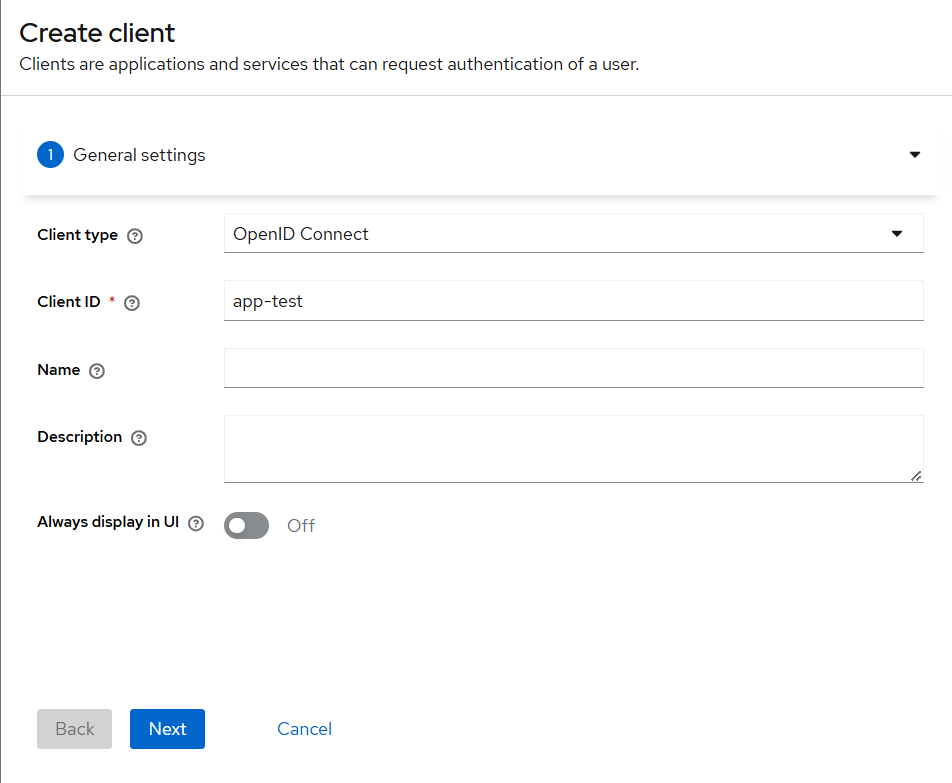 Create client
Clients are applications and services that can request authentication of a user.
1 General settings
Client type ? OpenID Connect
Client ID * ? app-test
Name ?
Description ?
Always display in UI ? Off
Back Next Cancel